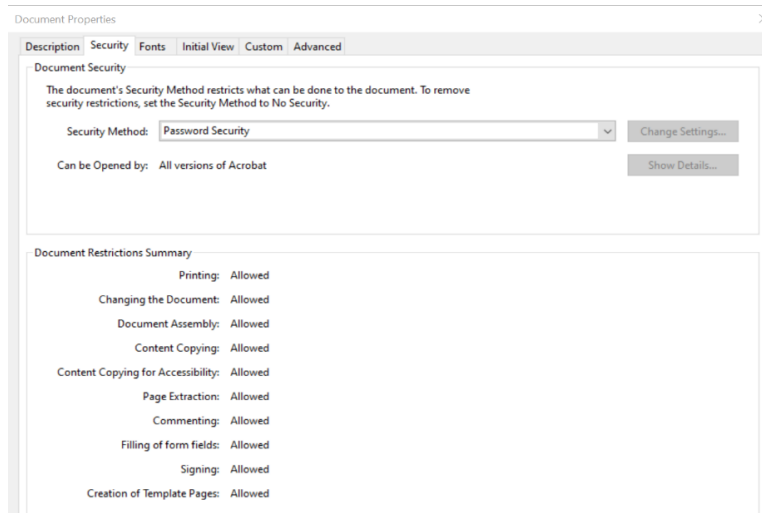 Document Properties
Description Security Fonts Initial View Custom Advanced
Document Security
The document's Security Method restricts what can be done to the document. To remove
security restrictions, set the Security Method to No Security.
Security Method: Password Security Change Settings...
Can be Opened by: All versions of Acrobat Show Details...
Document Restrictions Summary
Printing: Allowed
Changing the Document: Allowed
Document Assembly: Allowed
Content Copying: Allowed
Content Copying for Accessibility: Allowed
Page Extraction: Allowed
Commenting: Allowed
Filling of form fields: Allowed
Signing: Allowed
Creation of Template Pages: Allowed